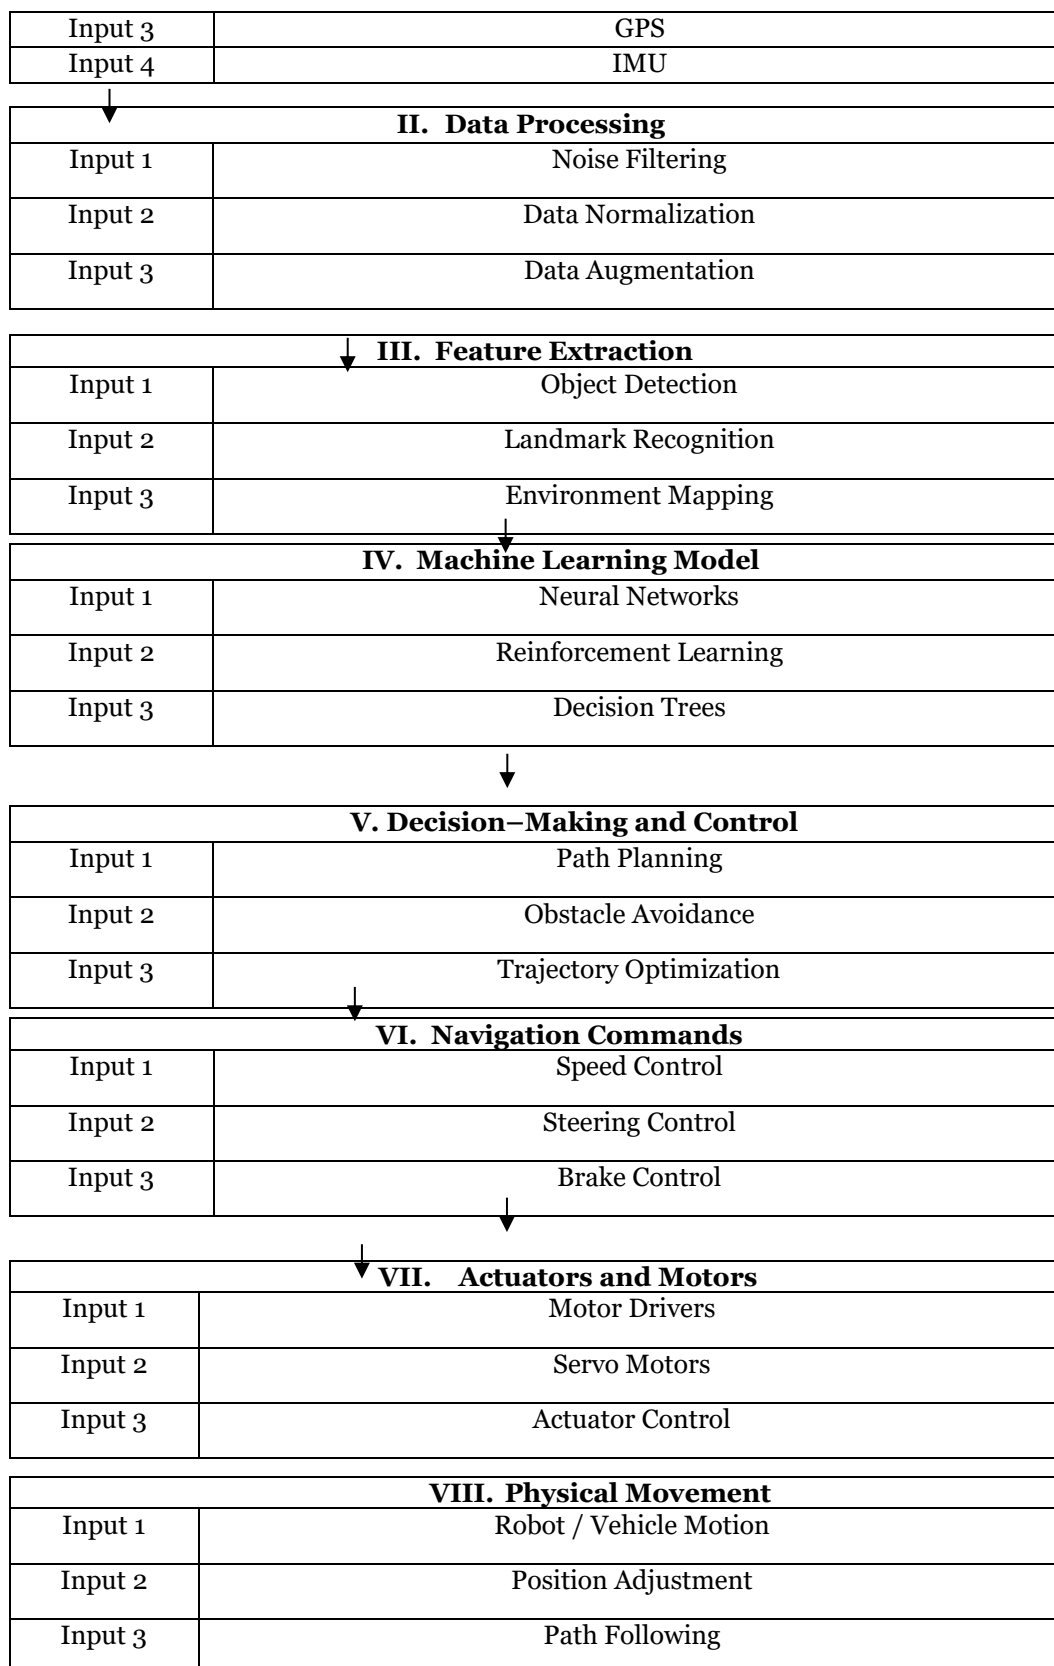 Input 3 GPS
Input 4 IMU
II. Data Processing
Input 1 Noise Filtering
Input 2 Data Normalization
Input 3 Data Augmentation
III. Feature Extraction
Input 1 Object Detection
Input 2 Landmark Recognition
Input 3 Environment Mapping
IV. Machine Learning Model
Input 1 Neural Networks
Input 2 Reinforcement Learning
Input 3 Decision Trees
V. Decision–Making and Control
Input 1 Path Planning
Input 2 Obstacle Avoidance
Input 3 Trajectory Optimization
VI. Navigation Commands
Input 1 Speed Control
Input 2 Steering Control
Input 3 Brake Control
VII. Actuators and Motors
Input 1 Motor Drivers
Input 2 Servo Motors
Input 3 Actuator Control
VIII. Physical Movement
Input 1 Robot / Vehicle Motion
Input 2 Position Adjustment
Input 3 Path Following